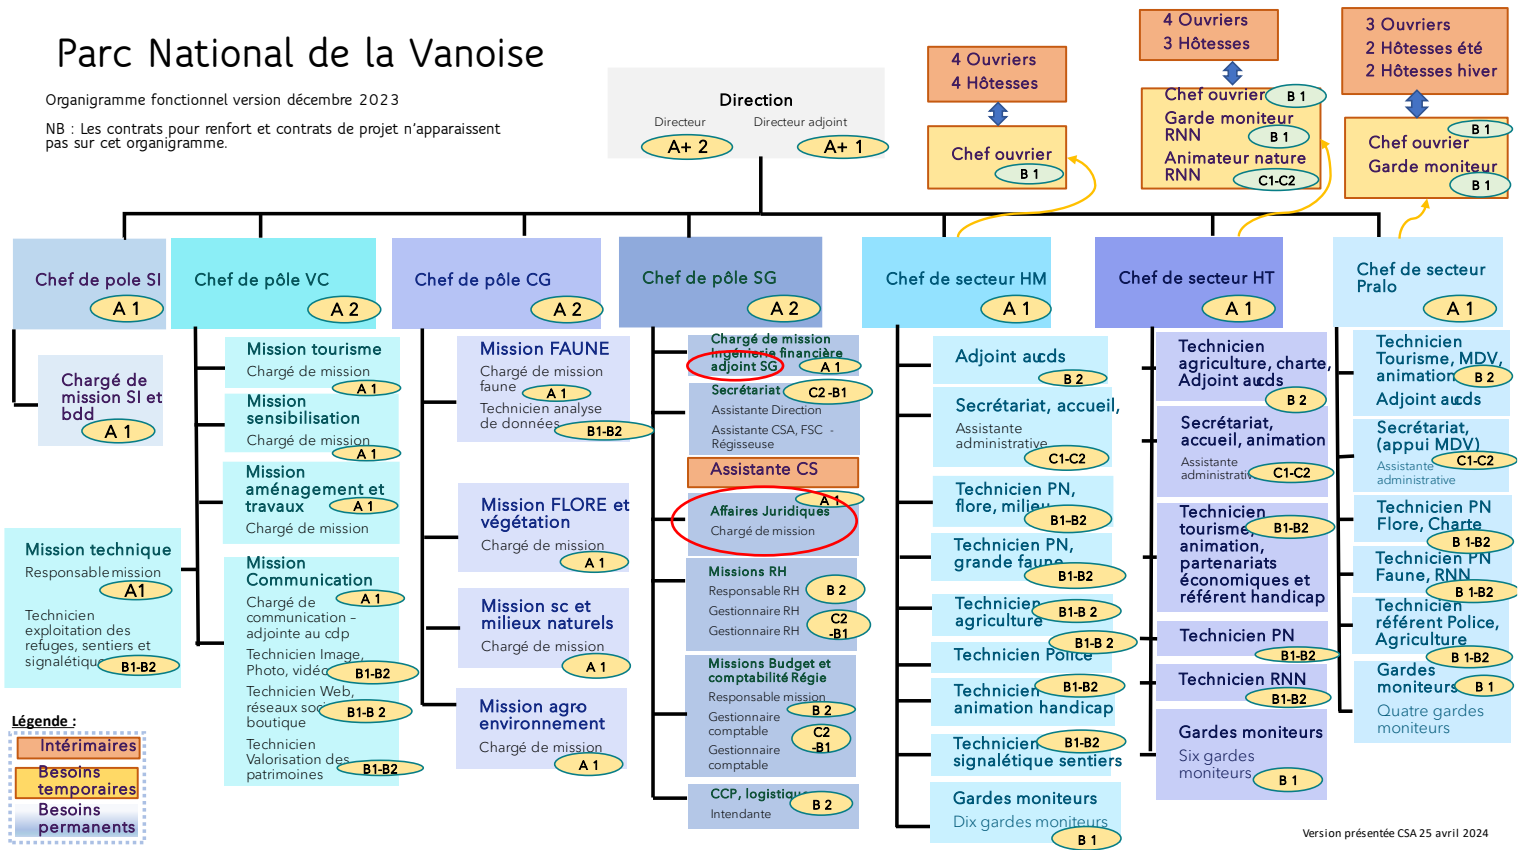 Parc National de la Vanoise
Organigramme fonctionnel version décembre 2023
NB : Les contrats pour renfort et contrats de projet n'apparaissent
pas sur cet organigramme.
Direction
Directeur
Directeur adjoint
A+ 2
A+ 1
4 Ouvriers
4 Hôtesses
Chef ouvrier
B 1
4 Ouvriers
3 Hôtesses
Chef ouvrier
B 1
Garde moniteur
RNN
B 1
Animateur nature
RNN
C1-C2
3 Ouvriers
2 Hôtesses été
2 Hôtesses hiver
B 1
Chef ouvrier
Garde moniteur
B 1
Chef de pole SI
A 1
Chargé de
mission SI et
bdd
A 1
Chef de pôle VC
A 2
Mission tourisme
Chargé de mission
A 1
Mission
sensibilisation
Chargé de mission
A 1
Mission
aménagement et
travaux
A 1
Chargé de mission
Mission technique
Responsable mission
A1
Technicien
exploitation des
refuges, sentiers et
signalétique
B1-B2
Mission
Communication
Chargé de
A 1
communication –
adjointe au cdp
Technicien Image,
Photo, vidéo
B1-B2
Technicien Web,
réseaux soc
boutique
B1-B 2
Technicien
Valorisation des
patrimoines
B1-B2
Chef de pôle CG
A 2
Mission FAUNE
Chargé de mission
faune
A 1
Technicien analyse
de données
B1-B2
Mission FLORE et
végétation
Chargé de mission
A 1
Mission sc et
milieux naturels
Chargé de mission
A 1
Mission agro
environnement
Chargé de mission
A 1
Chef de pôle SG
A 2
Chargé de mission
Ingénierie financière
adjoint SG
A 1
Secrétariat
C2 -B1
Assistante Direction
Assistante CSA, FSC -
Régisseuse
Assistante CS
A 1
Affaires Juridiques
Chargé de mission
Missions RH
Responsable RH
B 2
Gestionnaire RH
Gestionnaire RH
C2
-B1
Missions Budget et
comptabilité Régie
Responsable mission
B 2
Gestionnaire
comptable
C2
-B1
Gestionnaire
comptable
CCP, logistique
B 2
Intendante
Chef de secteur HM
A 1
Adjoint au cds
B 2
Secrétariat, accueil,
Assistante
administrative
C1-C2
Technicien PN,
flore, milieu
B1-B2
Technicien PN,
grande faune
B1-B2
Technicien
agriculture
B1-B 2
B1-B 2
Technicien Police
B1-B2
Technicien
animation handicap
Technicien
B1-B2
signalétique sentiers
Gardes moniteurs
Dix gardes moniteurs
B 1
Chef de secteur HT
A 1
Technicien
agriculture, charte,
Adjoint au cds
B 2
Secrétariat,
accueil, animation
Assistante
administrative
C1-C2
Technicien
tourisme,
B1-B2
animation,
partenariats
économiques et
référent handicap
Technicien PN
B1-B2
Technicien RNN
B1-B2
Gardes moniteurs
Six gardes
moniteurs
B 1
Chef de secteur
Pralo
A 1
Technicien
Tourisme, MDV,
animation
B 2
Adjoint au cds
Secrétariat,
(appui MDV)
C1-C2
Assistante
administrative
Technicien PN
Flore, Charte
B 1-B2
Technicien PN
Faune, RNN
B 1-B2
Technicien
référent Police,
Agriculture
B 1-B2
Gardes
moniteurs
B 1
Quatre gardes
moniteurs
Légende :
Intérimaires
Besoins
temporaires
Besoins
permanents
Version présentée CSA 25 avril 2024